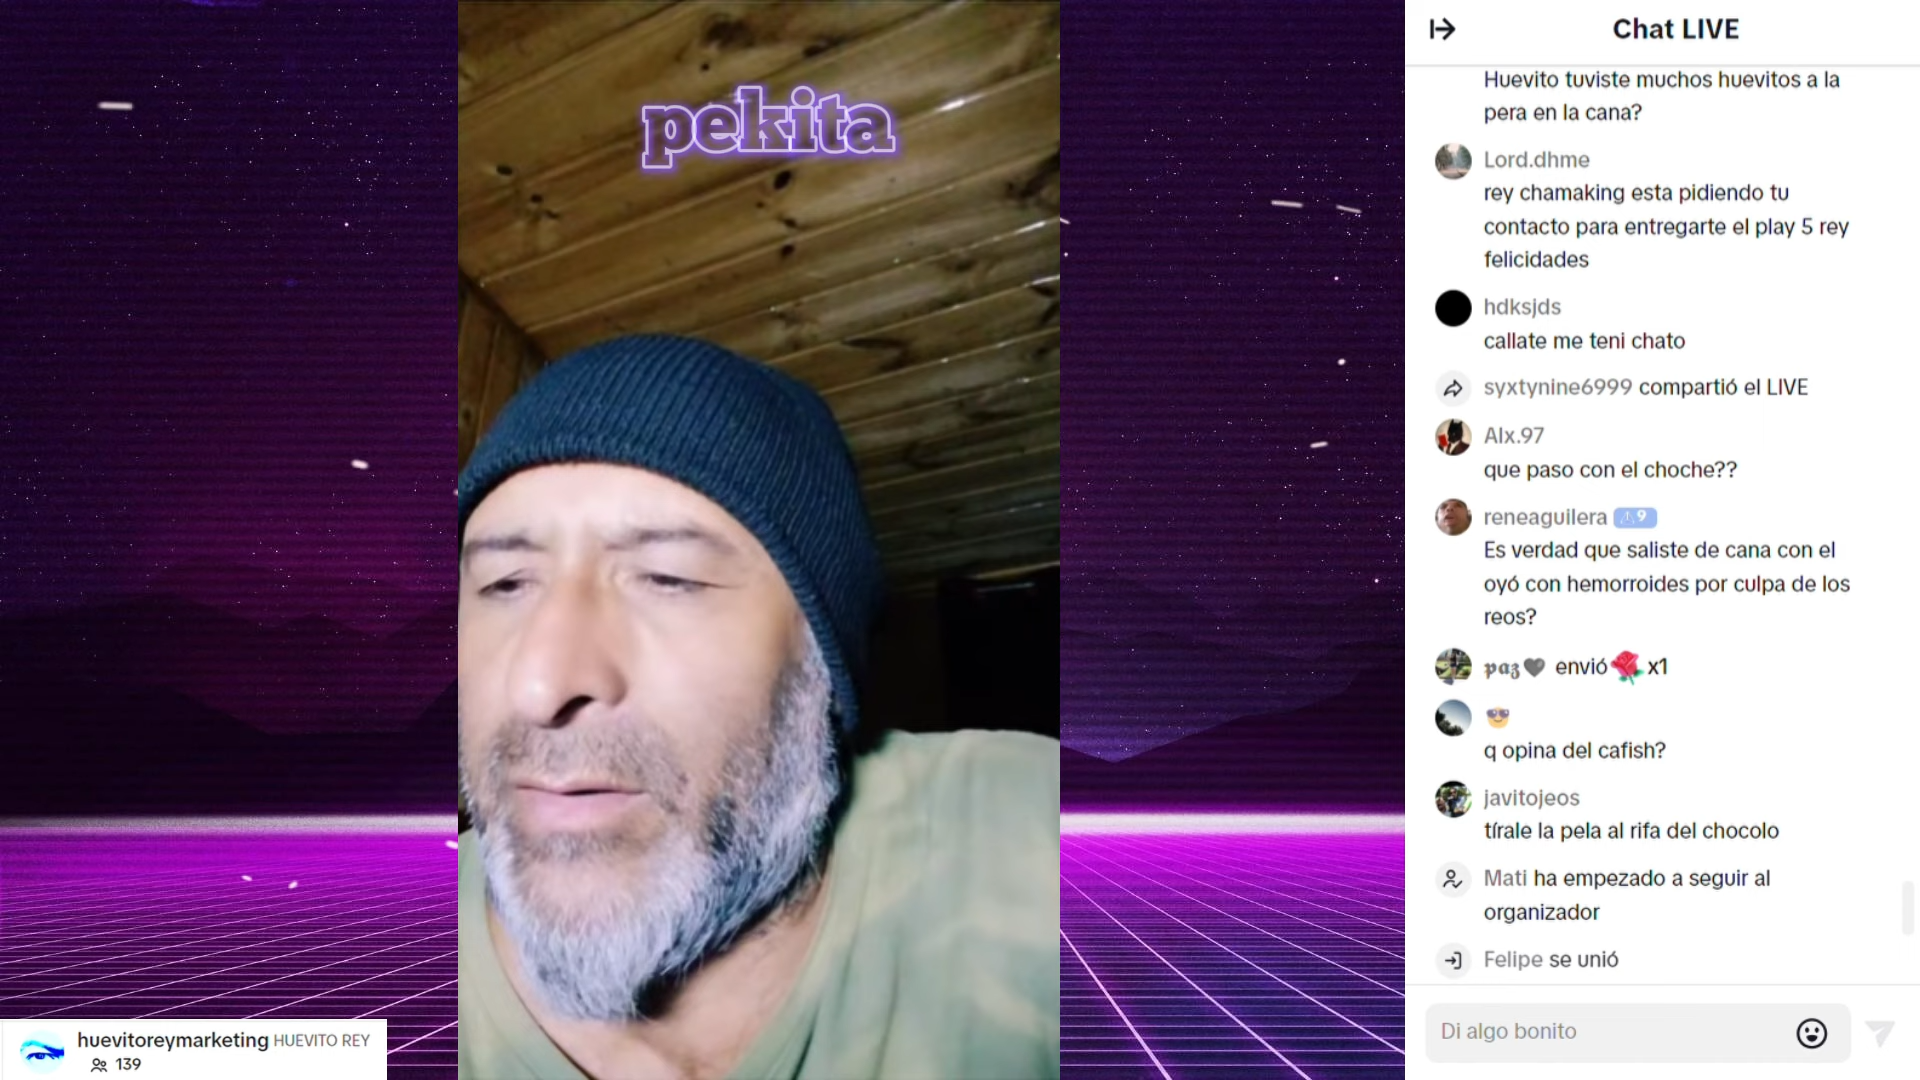 pekita
huevitoreymarketing HUEVITO REY
139
Chat LIVE
Huevito tuviste muchos huevitos a la
pera en la cana?
Lord.dhme
rey chamaking esta pidiendo tu
contacto para entregarte el play 5 rey
felicidades
hdksjds
callate me teni chato
syxtynine6999 compartió el LIVE
Alx.97
que paso con el choche??
reneaguilera 9
Es verdad que saliste de cana con el
oyó con hemorroides por culpa de los
reos?
𝖕𝖆𝖟🖤 envió🌹x1
😎
q opina del cafish?
javitojeos
tírale la pela al rifa del chocolo
Mati ha empezado a seguir al
organizador
Felipe se unió
Di algo bonito